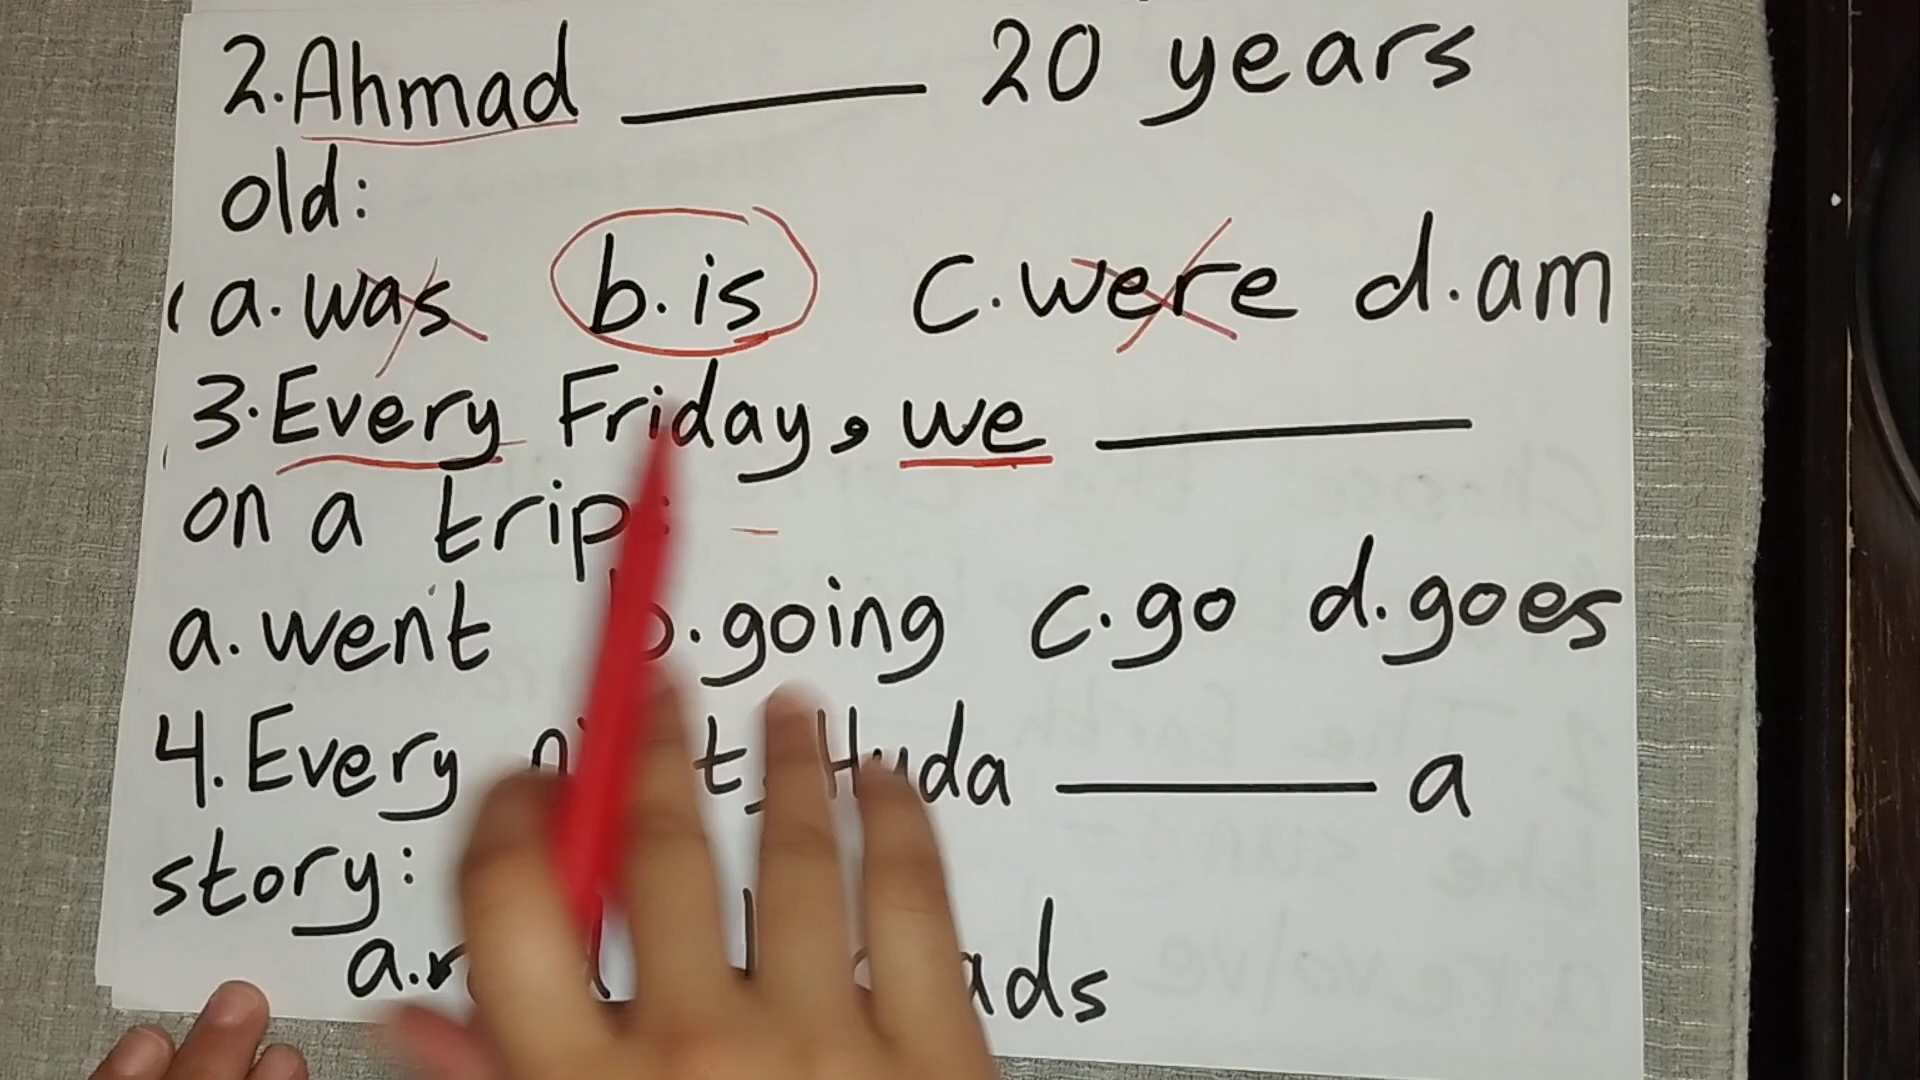 2. Ahmad ______ 20 years
old:
a. was b. is c. were d. am
3. Every Friday, we ______
on a trip:
a. went b. going c. go d. goes
4. Every Huda ______ a
story:
a.